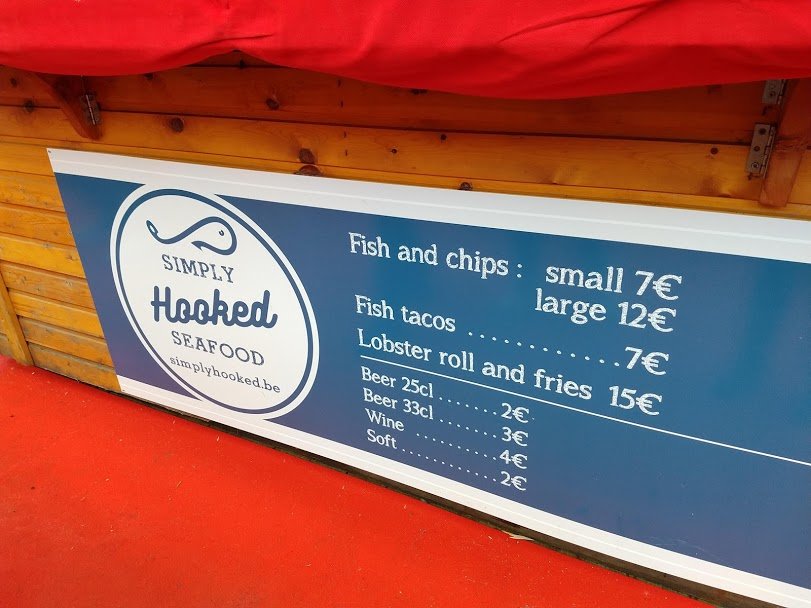 SIMPLY
Hooked
SEAFOOD
simplyhooked.be
Fish and chips : small 7€
large 12€
Fish tacos ............. 7€
Lobster roll and fries 15€
Beer 25cl ........ 2€
Beer 33cl ........ 3€
Wine .......... 4€
Soft ............ 2€